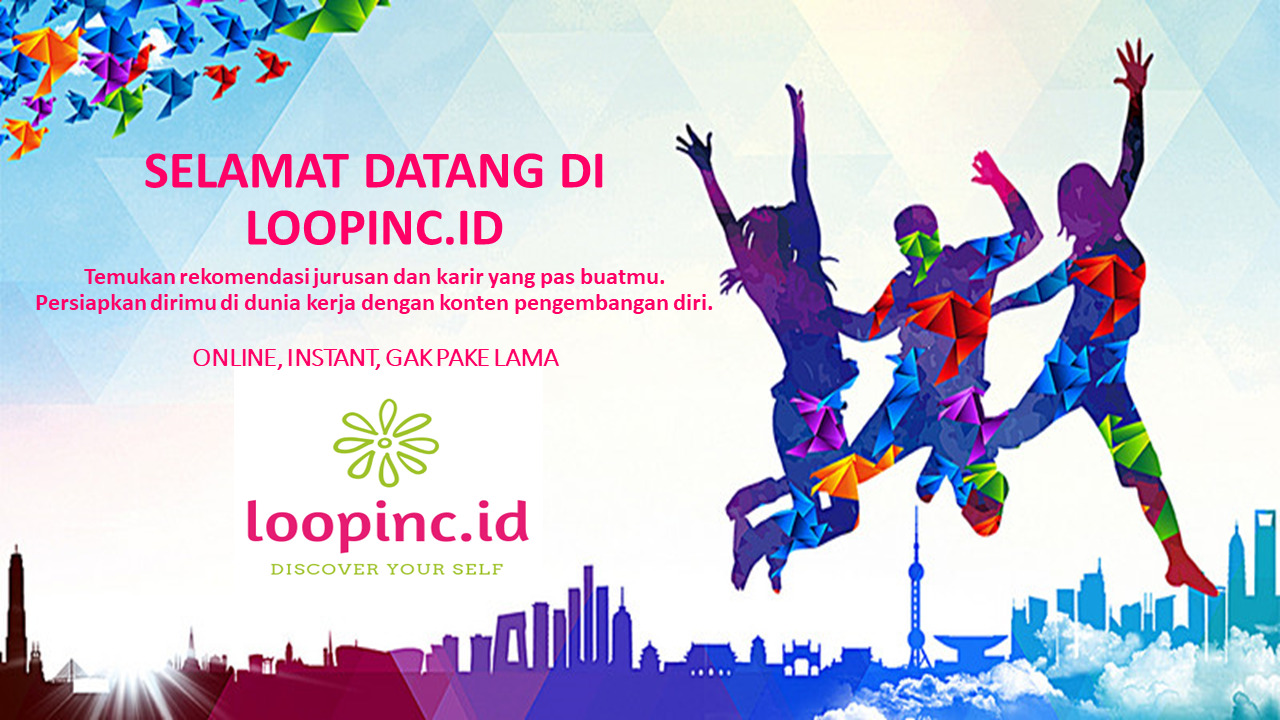 SELAMAT DATANG DI
LOOPINC.ID
Temukan rekomendasi jurusan dan karir yang pas buatmu.
Persiapkan dirimu di dunia kerja dengan konten pengembangan diri.
ONLINE, INSTANT, GAK PAKE LAMA
loopinc.id
DISCOVER YOUR SELF